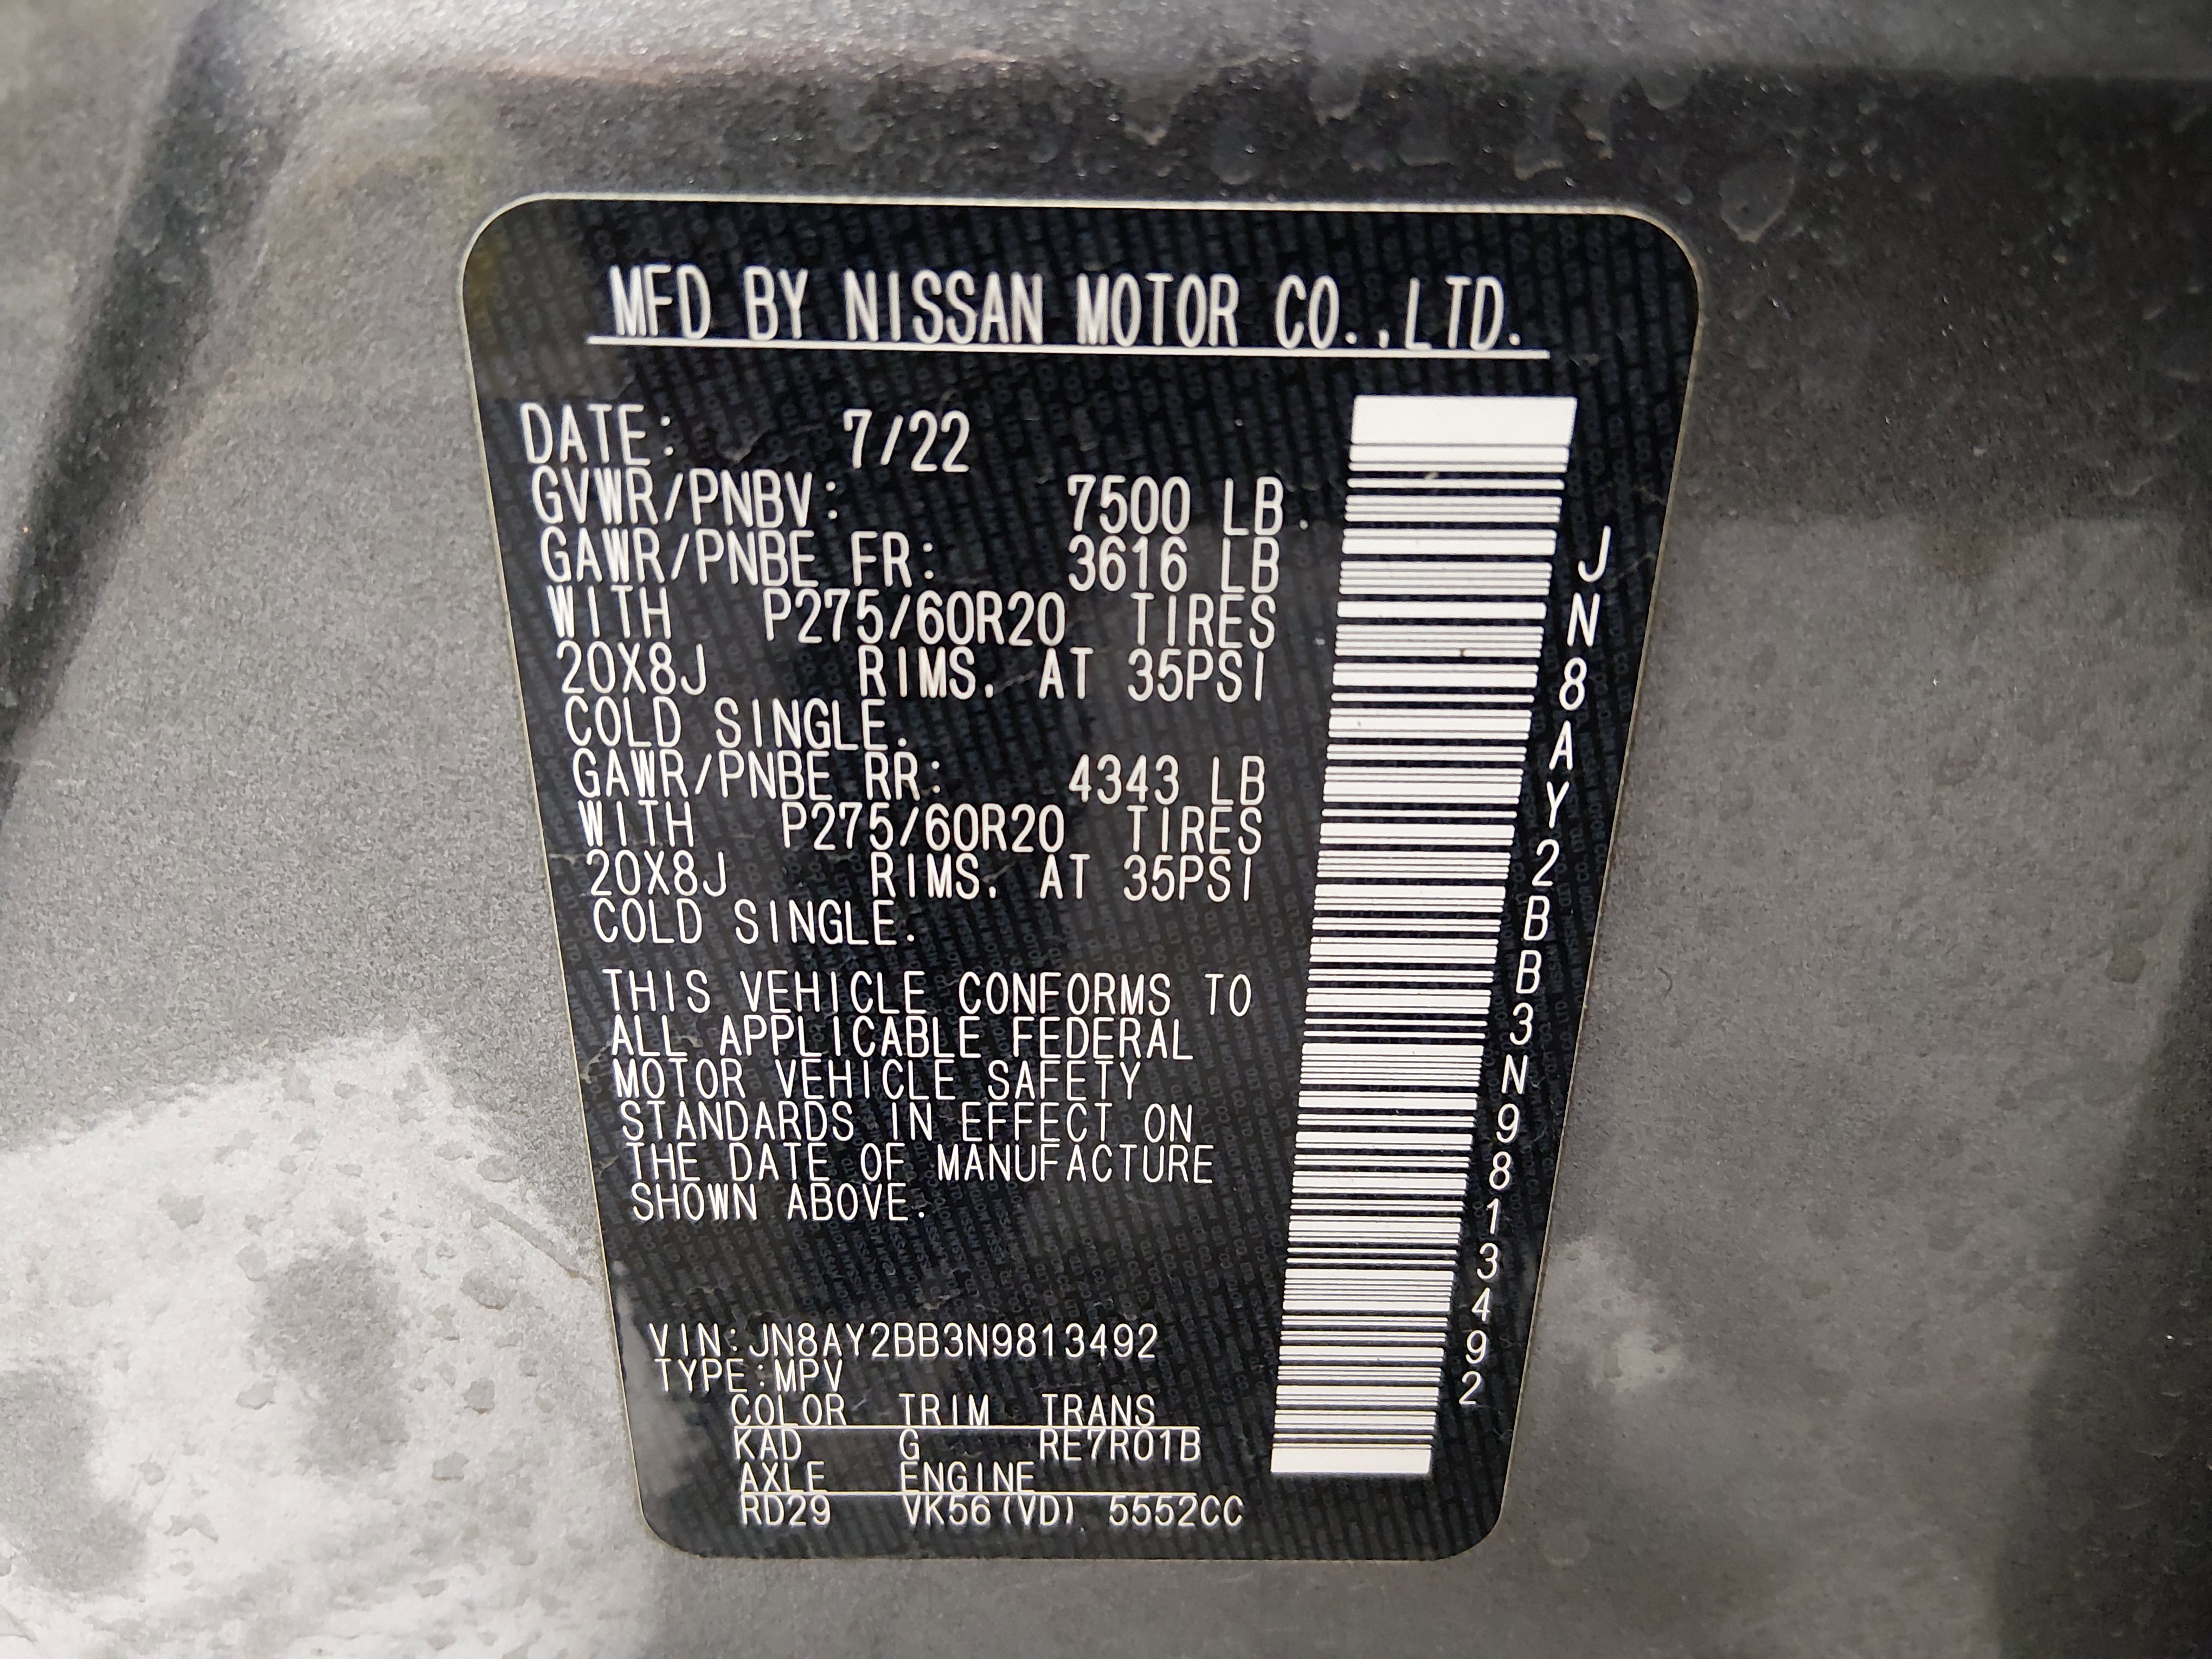 MFD BY NISSAN MOTOR CO.,LTD.
DATE: 7/22
GVWR/PNBV: 7500 LB
GAWR/PNBE FR: 3616 LB
WITH P275/60R20 TIRES
20X8J RIMS. AT 35PSI
COLD SINGLE.
GAWR/PNBE RR: 4343 LB
WITH P275/60R20 TIRES
20X8J RIMS. AT 35PSI
COLD SINGLE.
THIS VEHICLE CONFORMS TO
ALL APPLICABLE FEDERAL
MOTOR VEHICLE SAFETY
STANDARDS IN EFFECT ON
THE DATE OF MANUFACTURE
SHOWN ABOVE.
VIN:JN8AY2BB3N9813492
TYPE:MPV
COLOR TRIM TRANS
KAD G RE7R01B
AXLE ENGINE
RD29 VK56(VD) 5552CC
JN8AY2BB3N9813492